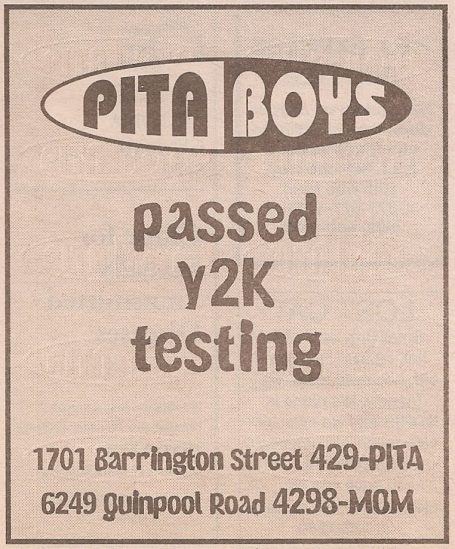 PITA BOYS
passed
y2K
testing
1701 Barrington Street 429-PITA
6249 Quinpool Road 4298-MOM